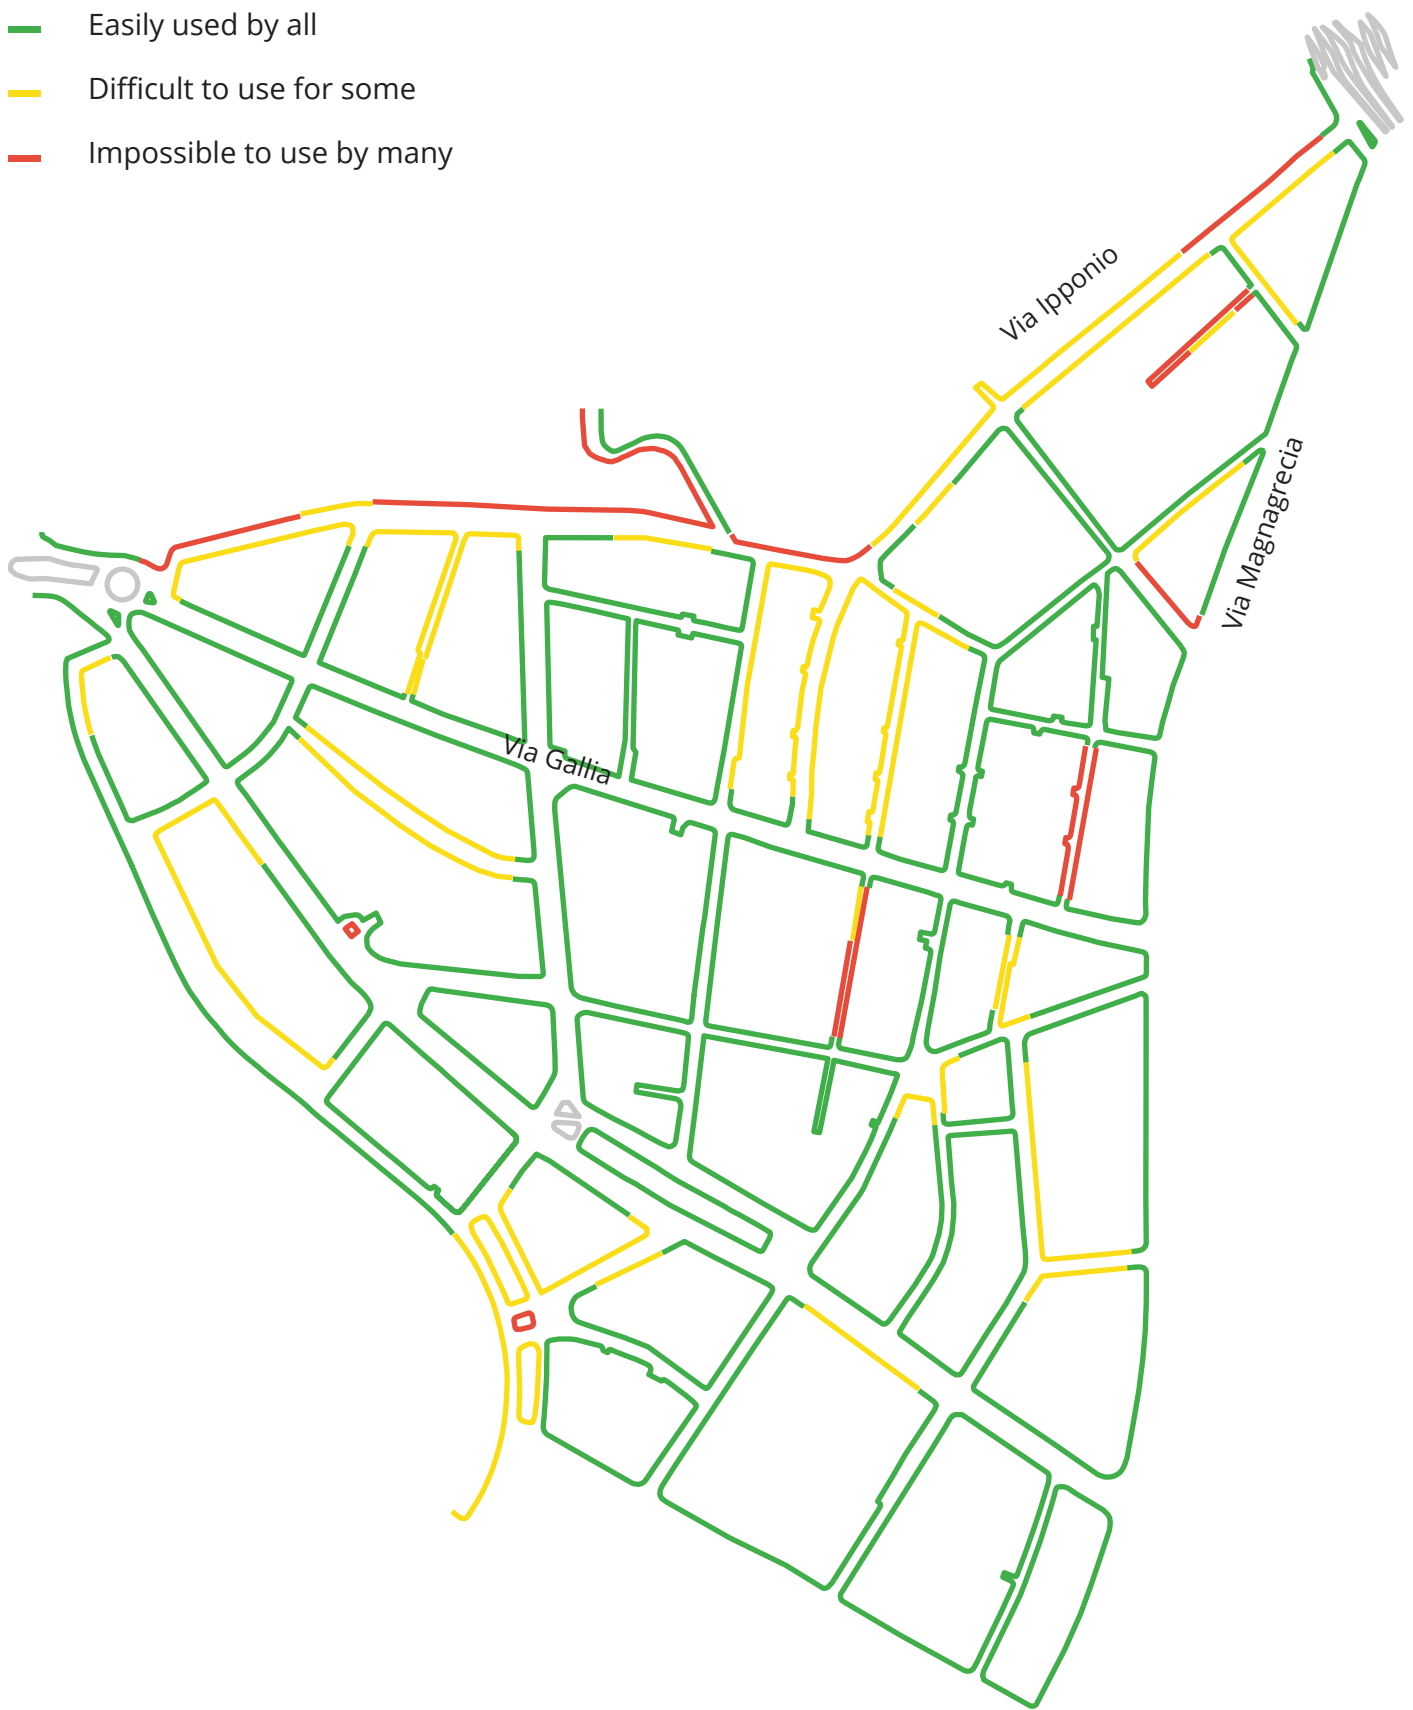 Easily used by all
Difficult to use for some
Impossible to use by many
Via Ipponio
Via Magnagrecia
Via Gallia